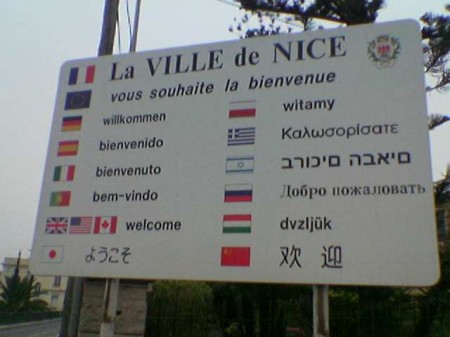 La VILLE de NICE
vous souhaite la bienvenue
willkommen
bienvenido
bienvenuto
bem-vindo
welcome
ようこそ
witamy
Καλωσορίσατε
ברוכים הבאים
Добро пожаловать
dvzljük
欢 迎